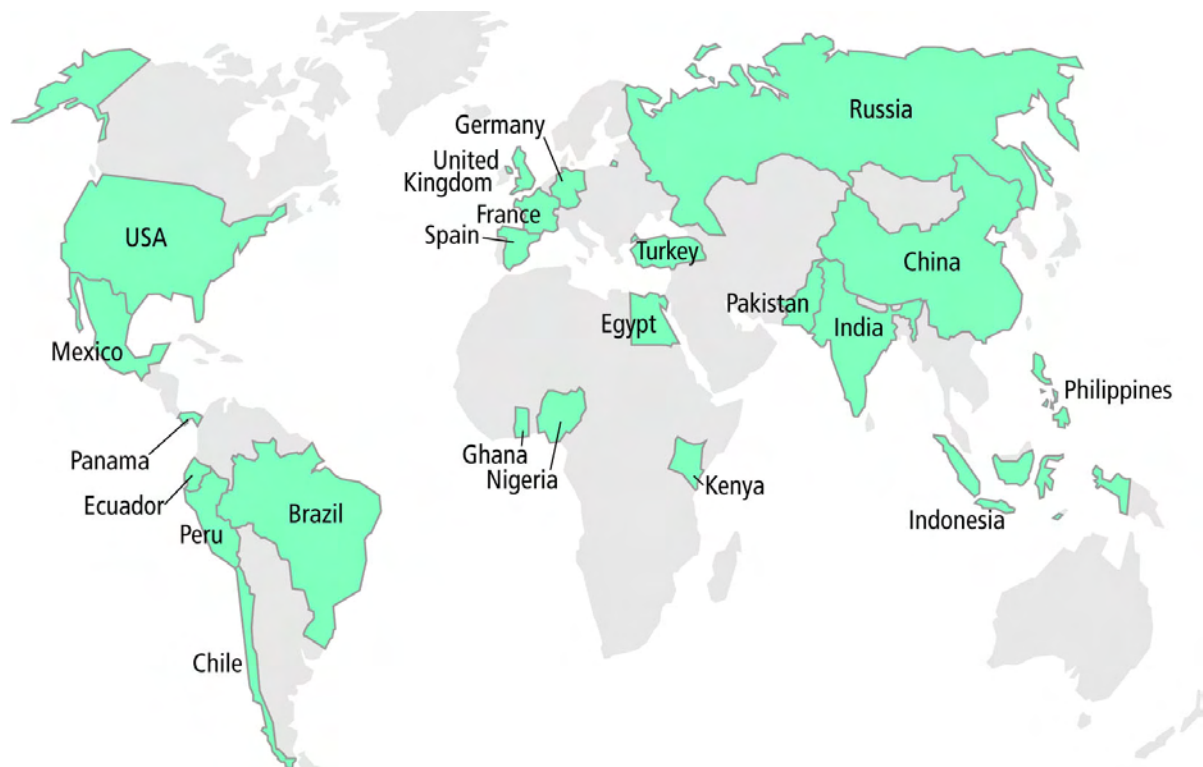 Russia
Germany
United
Kingdom
France
USA
Spain
Turkey
China
Pakistan
Egypt
India
Mexico
Philippines
Panama
Ghana
Nigeria
Kenya
Ecuador
Brazil
Indonesia
Peru
Chile